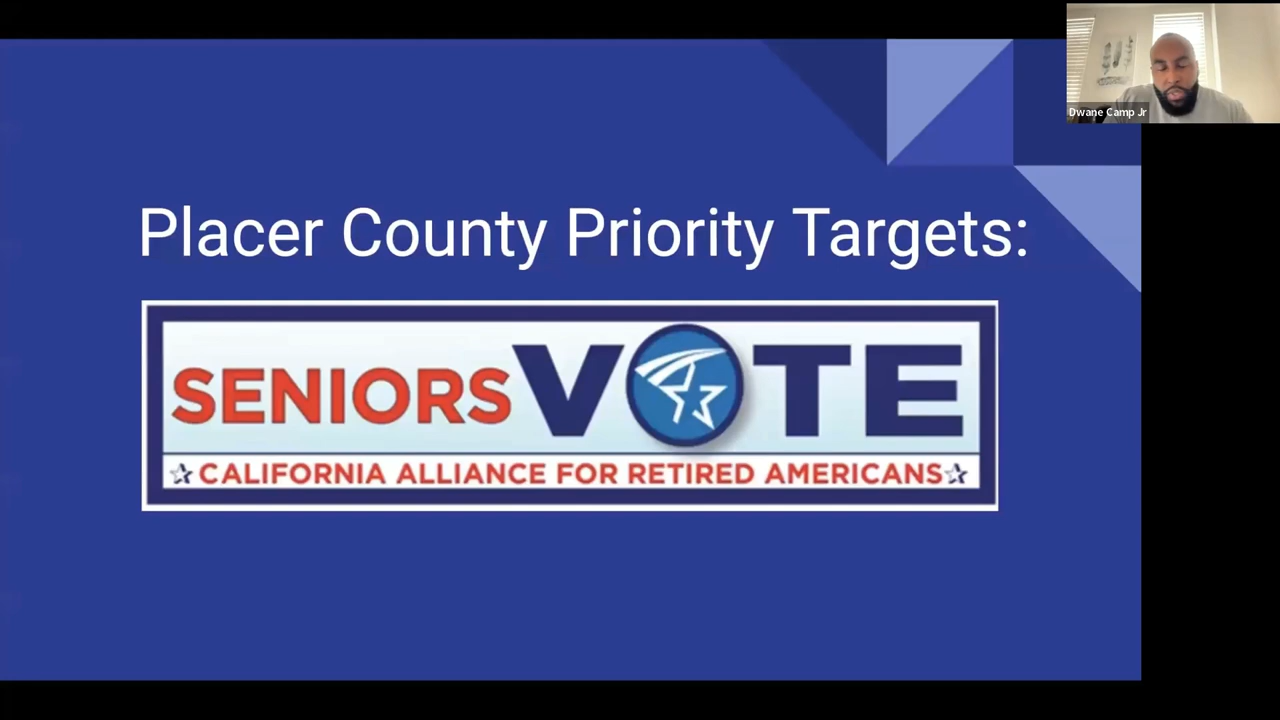 Dwane Camp Jr
Placer County Priority Targets:
SENIORS VOTE
CALIFORNIA ALLIANCE FOR RETIRED AMERICANS